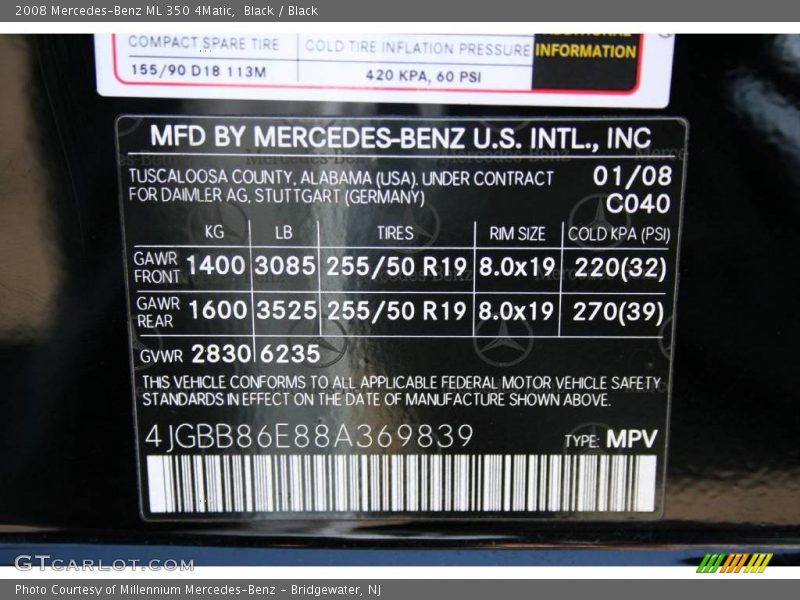 2008 Mercedes-Benz ML 350 4Matic,  Black / Black
COMPACT SPARE TIRE COLD TIRE INFLATION PRESSURE ADDITIONAL
INFORMATION
155/90 D18 113M 420 KPA, 60 PSI
MFD BY MERCEDES-BENZ U.S. INTL., INC
TUSCALOOSA COUNTY, ALABAMA (USA). UNDER CONTRACT 01/08
FOR DAIMLER AG, STUTTGART (GERMANY) C040
KG LB TIRES RIM SIZE COLD KPA (PSI)
GAWR FRONT 1400 3085 255/50 R19 8.0x19 220(32)
GAWR REAR 1600 3525 255/50 R19 8.0x19 270(39)
GVWR 2830 6235
THIS VEHICLE CONFORMS TO ALL APPLICABLE FEDERAL MOTOR VEHICLE SAFETY
STANDARDS IN EFFECT ON THE DATE OF MANUFACTURE SHOWN ABOVE.
4JGBB86E88A369839 TYPE: MPV
GTCARLOT.COM
Photo Courtesy of Millennium Mercedes-Benz - Bridgewater, NJ